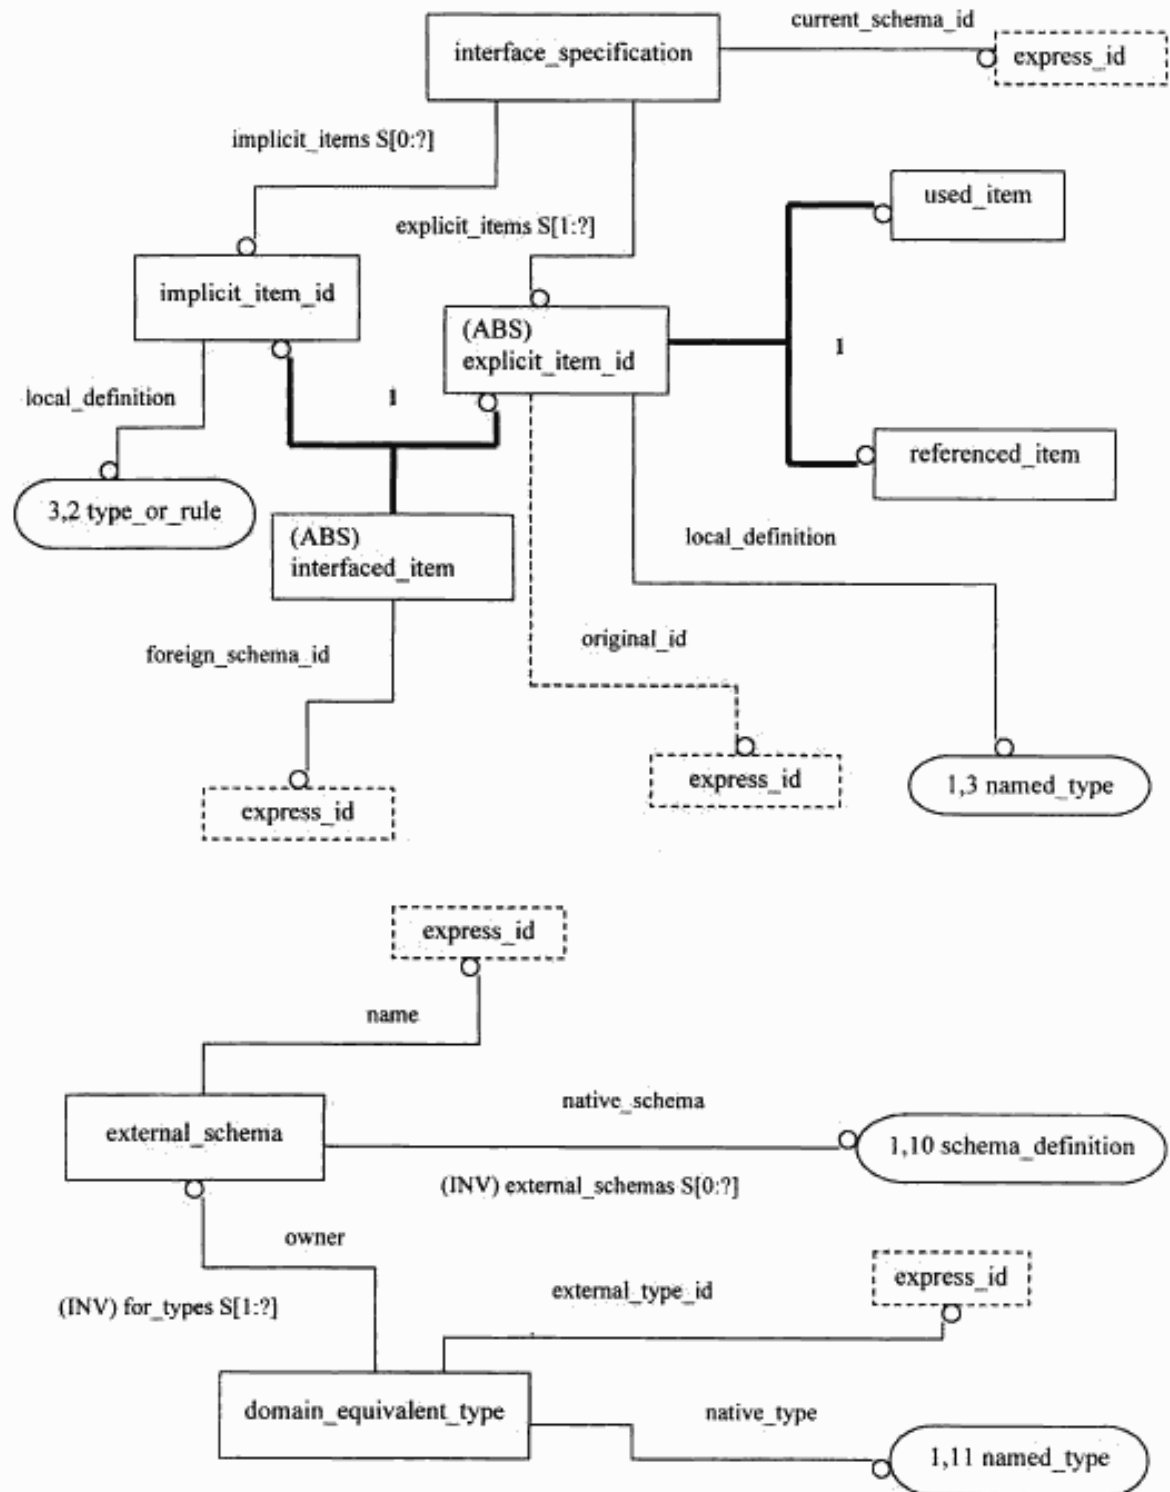 current_schema_id
interface_specification
express_id
implicit_items S[0:?]
used_item
explicit_items S[1:?]
implicit_item_id
(ABS)
explicit_item_id
1
local_definition
1
referenced_item
3,2 type_or_rule
(ABS)
interfaced_item
local_definition
original_id
foreign_schema_id
express_id
1,3 named_type
express_id
express_id
name
native_schema
external_schema
1,10 schema_definition
(INV) external_schemas S[0:?]
owner
express_id
external_type_id
(INV) for_types S[1:?]
domain_equivalent_type
native_type
1,11 named_type